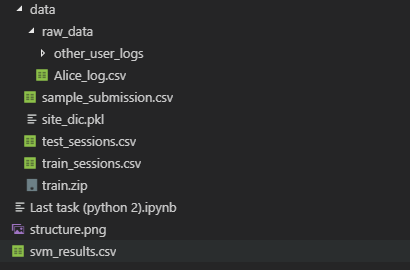 data
raw_data
other_user_logs
Alice_log.csv
sample_submission.csv
site_dic.pkl
test_sessions.csv
train_sessions.csv
train.zip
Last task (python 2).ipynb
structure.png
svm_results.csv